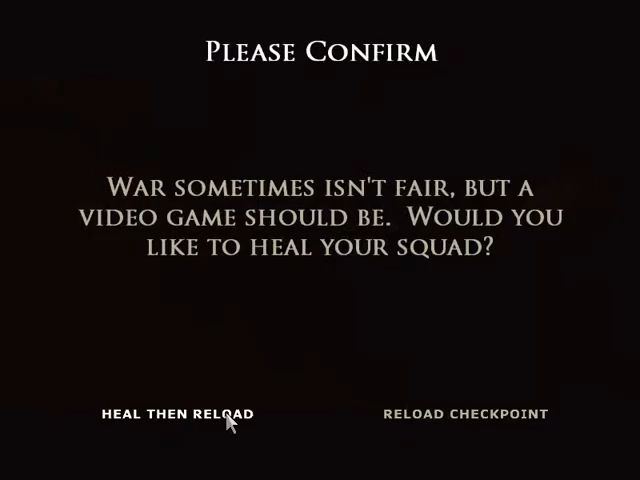 Please Confirm
War sometimes isn't fair, but a
video game should be.  Would you
like to heal your squad?
HEAL THEN RELOAD
RELOAD CHECKPOINT